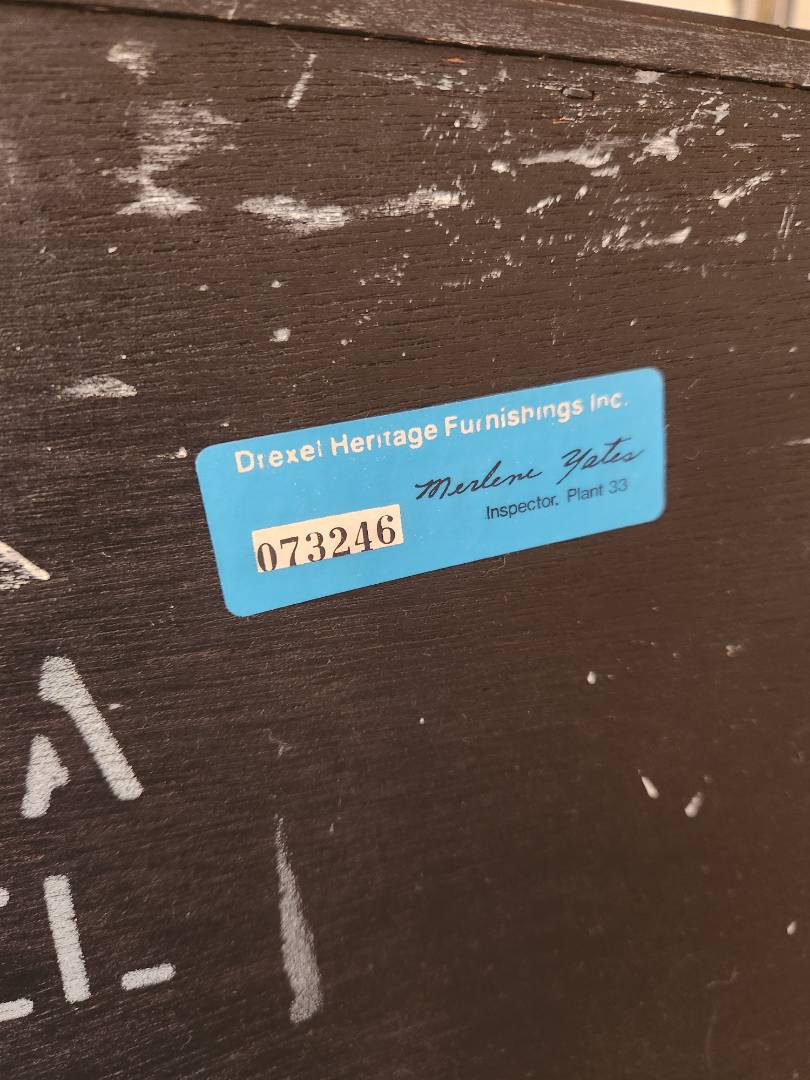 Drexel Heritage Furnishings Inc.
Merlene Yates
Inspector. Plant 33
073246
A